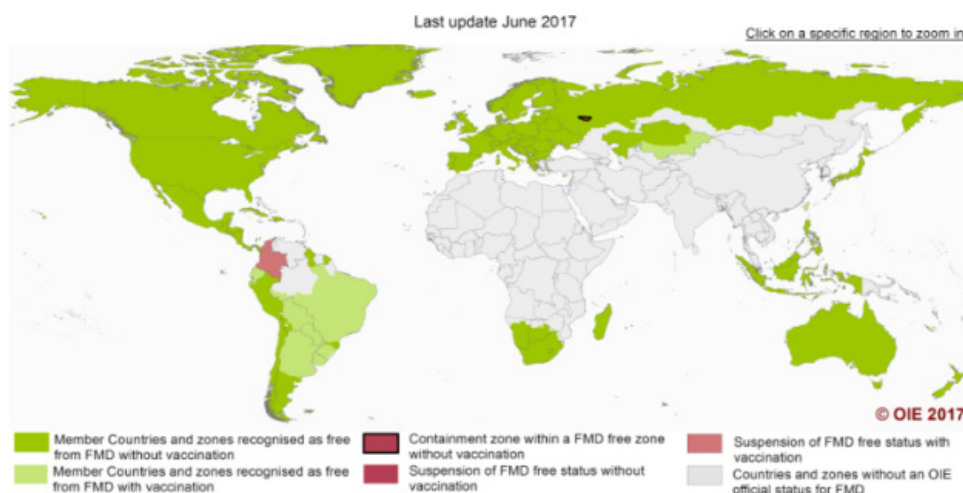 Last update June 2017
Click on a specific region to zoom in
© OIE 2017
Member Countries and zones recognised as free
from FMD without vaccination
Member Countries and zones recognised as free
from FMD with vaccination
Containment zone within a FMD free zone
without vaccination
Suspension of FMD free status without
vaccination
Suspension of FMD free status with
vaccination
Countries and zones without an OIE
official status for FMD